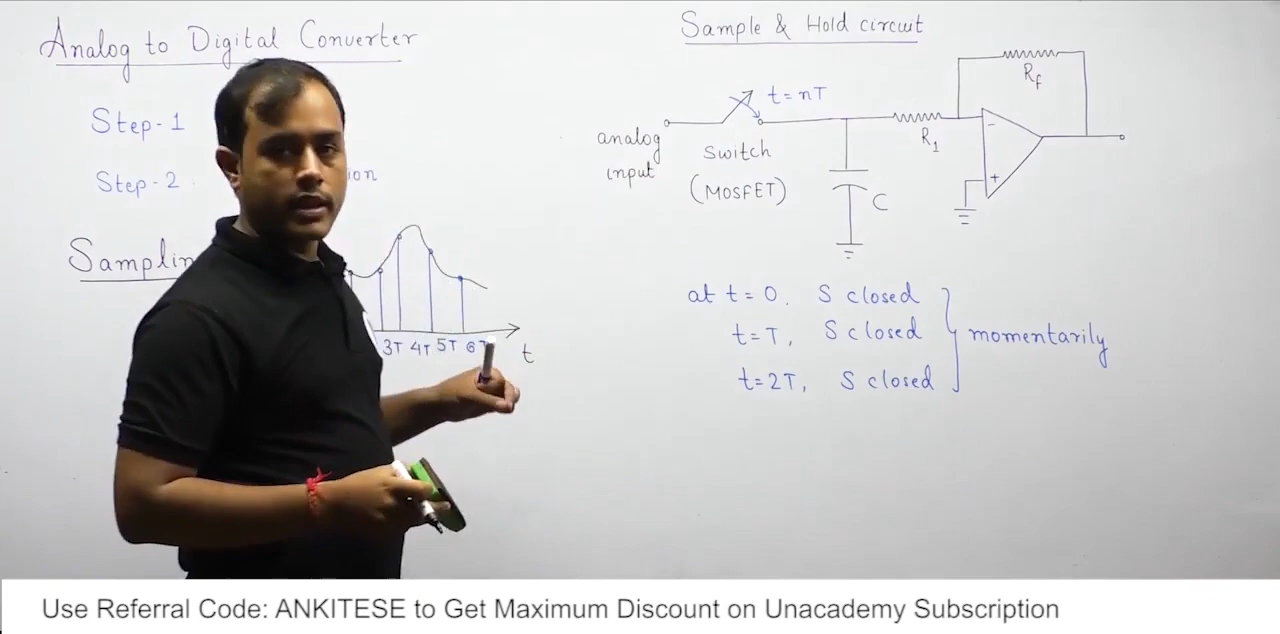 Analog to Digital Converter
Step-1
Step-2
Sampling
3T 4T 5T 6T
t
Sample & Hold circuit
analog
input
t=nT
Switch
(MOSFET)
C
R1
Rf
-
+
at t=0, S closed
t=T, S closed
t=2T, S closed
momentarily
Use Referral Code: ANKITESE to Get Maximum Discount on Unacademy Subscription